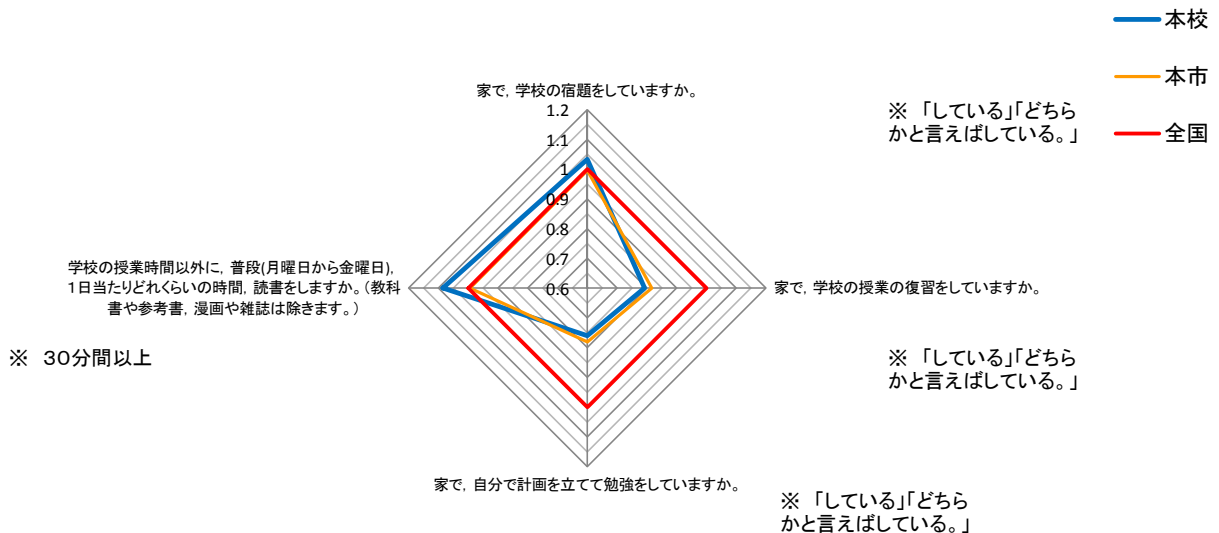 本校
本市
全国
家で，学校の宿題をしていますか。
※　「している」「どちら
かと言えばしている。」
1.2
1.1
1
0.9
0.8
0.7
0.6
学校の授業時間以外に，普段(月曜日から金曜日)，
１日当たりどれくらいの時間，読書をしますか。（教科
書や参考書，漫画や雑誌は除きます。）
※　３０分間以上
家で，学校の授業の復習をしていますか。
※　「している」「どちら
かと言えばしている。」
家で，自分で計画を立てて勉強をしていますか。
※　「している」「どちら
かと言えばしている。」